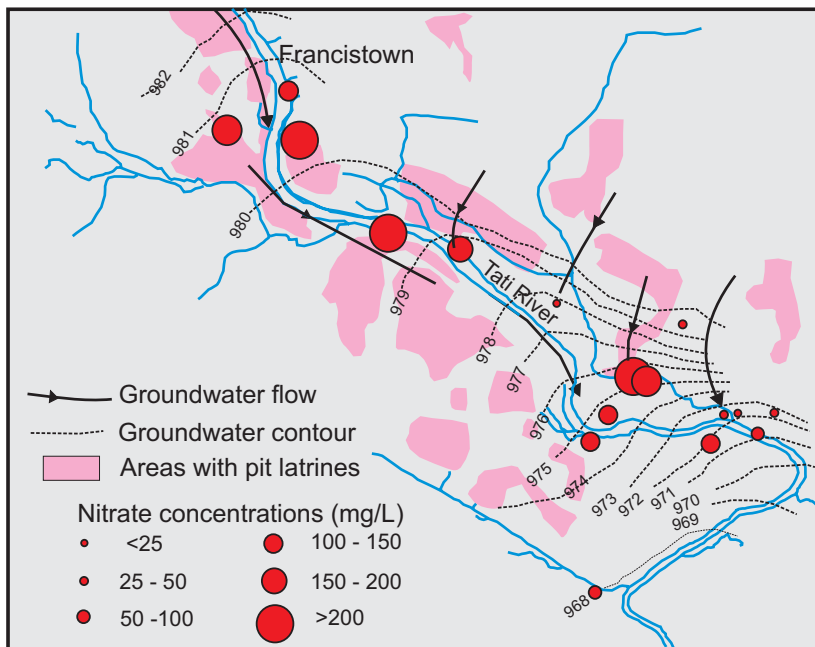 Francistown
982
981
980
979
Tati River
978
977
976
975
974
973
972
971
970
969
968
Groundwater flow
Groundwater contour
Areas with pit latrines
Nitrate concentrations (mg/L)
<25
100 - 150
25 - 50
150 - 200
50 -100
>200